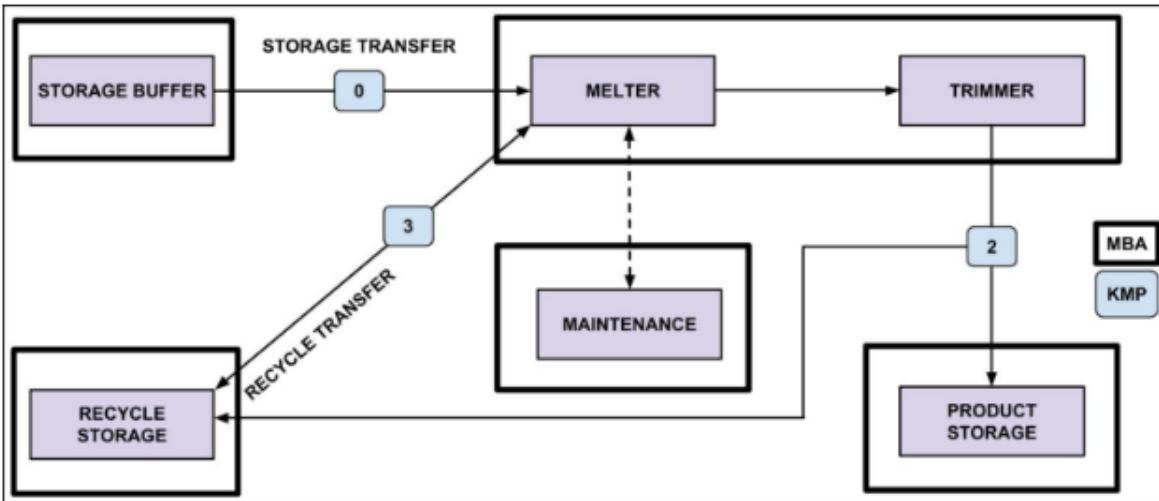 STORAGE TRANSFER
STORAGE BUFFER
0
MELTER
TRIMMER
3
2
MBA
KMP
RECYCLE TRANSFER
MAINTENANCE
RECYCLE
STORAGE
PRODUCT
STORAGE